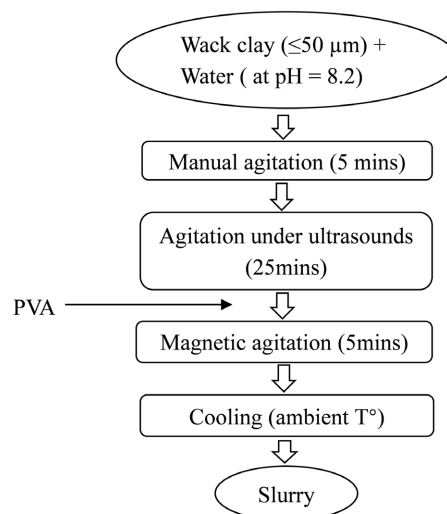 Wack clay (≤50 µm) +
Water ( at pH = 8.2)
Manual agitation (5 mins)
Agitation under ultrasounds
(25mins)
PVA
Magnetic agitation (5mins)
Cooling (ambient T°)
Slurry